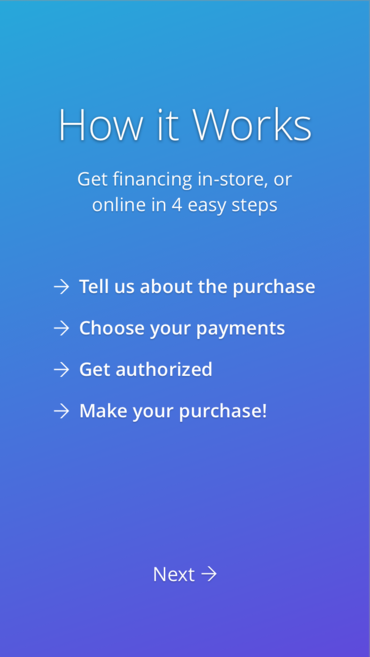 How it Works
Get financing in-store, or
online in 4 easy steps
→ Tell us about the purchase
→ Choose your payments
→ Get authorized
→ Make your purchase!
Next →